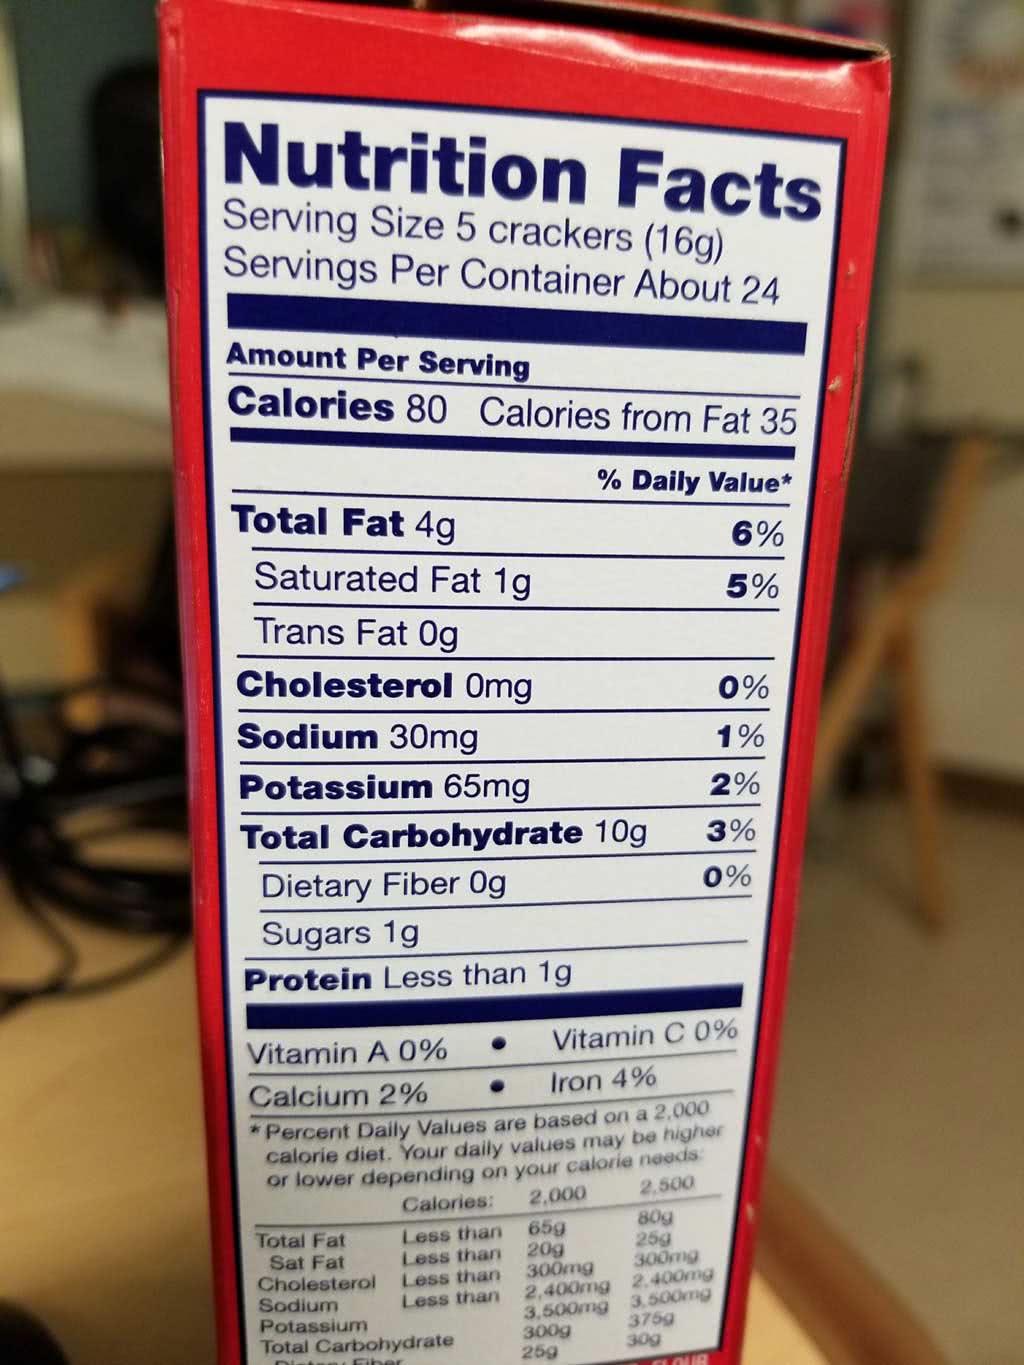 Nutrition Facts
Serving Size 5 crackers (16g)
Servings Per Container About 24
Amount Per Serving
Calories 80 Calories from Fat 35
% Daily Value*
Total Fat 4g 6%
Saturated Fat 1g 5%
Trans Fat 0g
Cholesterol 0mg 0%
Sodium 30mg 1%
Potassium 65mg 2%
Total Carbohydrate 10g 3%
Dietary Fiber 0g 0%
Sugars 1g
Protein Less than 1g
Vitamin A 0% • Vitamin C 0%
Calcium 2% • Iron 4%
* Percent Daily Values are based on a 2,000
calorie diet. Your daily values may be higher
or lower depending on your calorie needs:
Calories: 2,000 2,500
Total Fat Less than 65g 80g
Sat Fat Less than 20g 25g
Cholesterol Less than 300mg 300mg
Sodium Less than 2,400mg 2,400mg
Potassium 3,500mg 3,500mg
Total Carbohydrate 300g 375g
Dietary Fiber 25g 30g
FLOUR